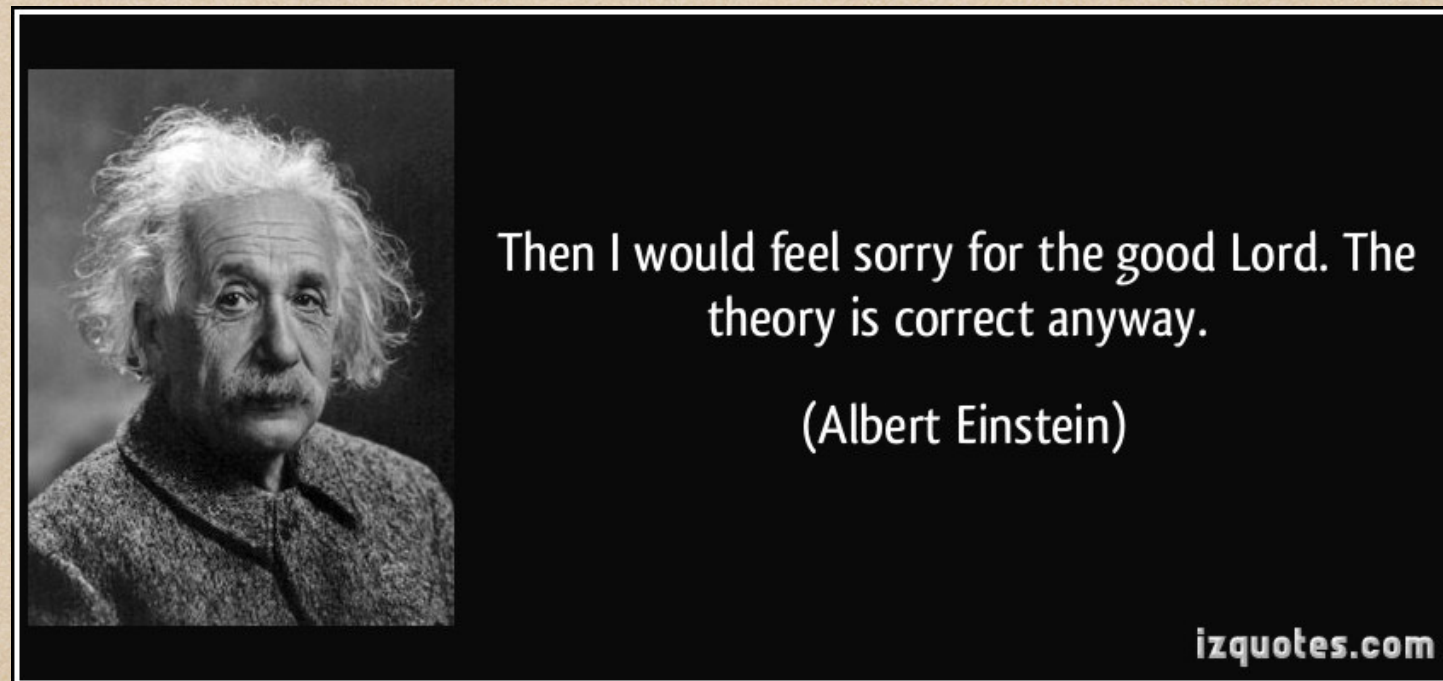 Then I would feel sorry for the good Lord. The
theory is correct anyway.
(Albert Einstein)
izquotes.com